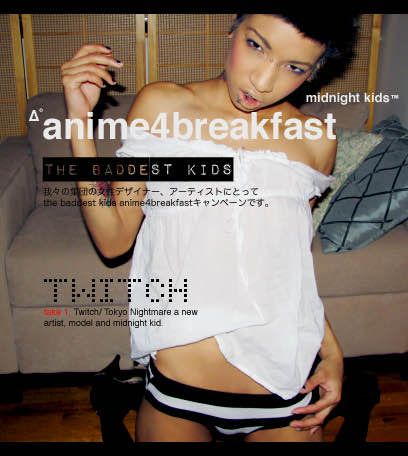 midnight kids™
Δ° anime4breakfast
THE BADDEST KIDS
我々の集団の女性デザイナー、アーティストにとって
the baddest kids anime4breakfastキャンペーンです。
TWITCH
take 1 Twitch/ Tokyo Nightmare a new
artist, model and midnight kid.